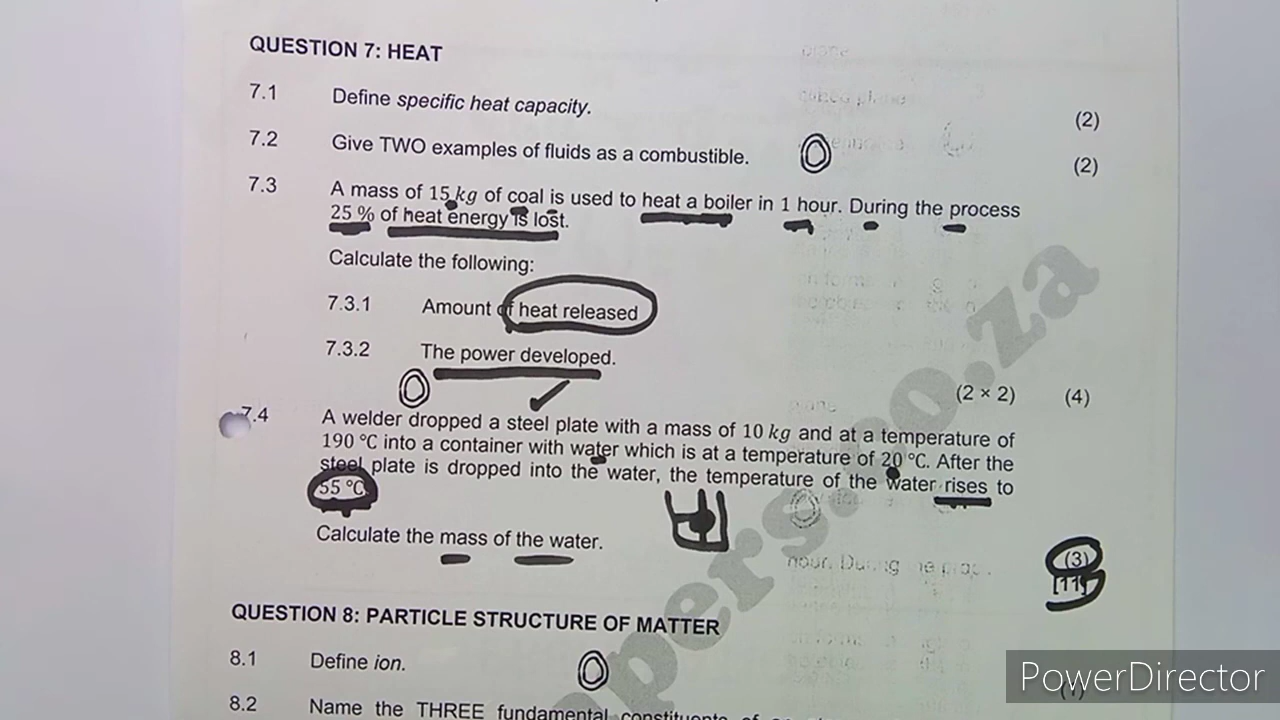 QUESTION 7: HEAT
7.1 Define specific heat capacity. (2)
7.2 Give TWO examples of fluids as a combustible. (2)
7.3 A mass of 15 kg of coal is used to heat a boiler in 1 hour. During the process
25 % of heat energy is lost.
Calculate the following:
7.3.1 Amount of heat released
7.3.2 The power developed.
(2 × 2) (4)
7.4 A welder dropped a steel plate with a mass of 10 kg and at a temperature of
190 °C into a container with water which is at a temperature of 20 °C. After the
steel plate is dropped into the water, the temperature of the water rises to
55 °C
Calculate the mass of the water.
(3)
[11]
QUESTION 8: PARTICLE STRUCTURE OF MATTER
8.1 Define ion.
8.2 Name the THREE fundamental constituents of
PowerDirector